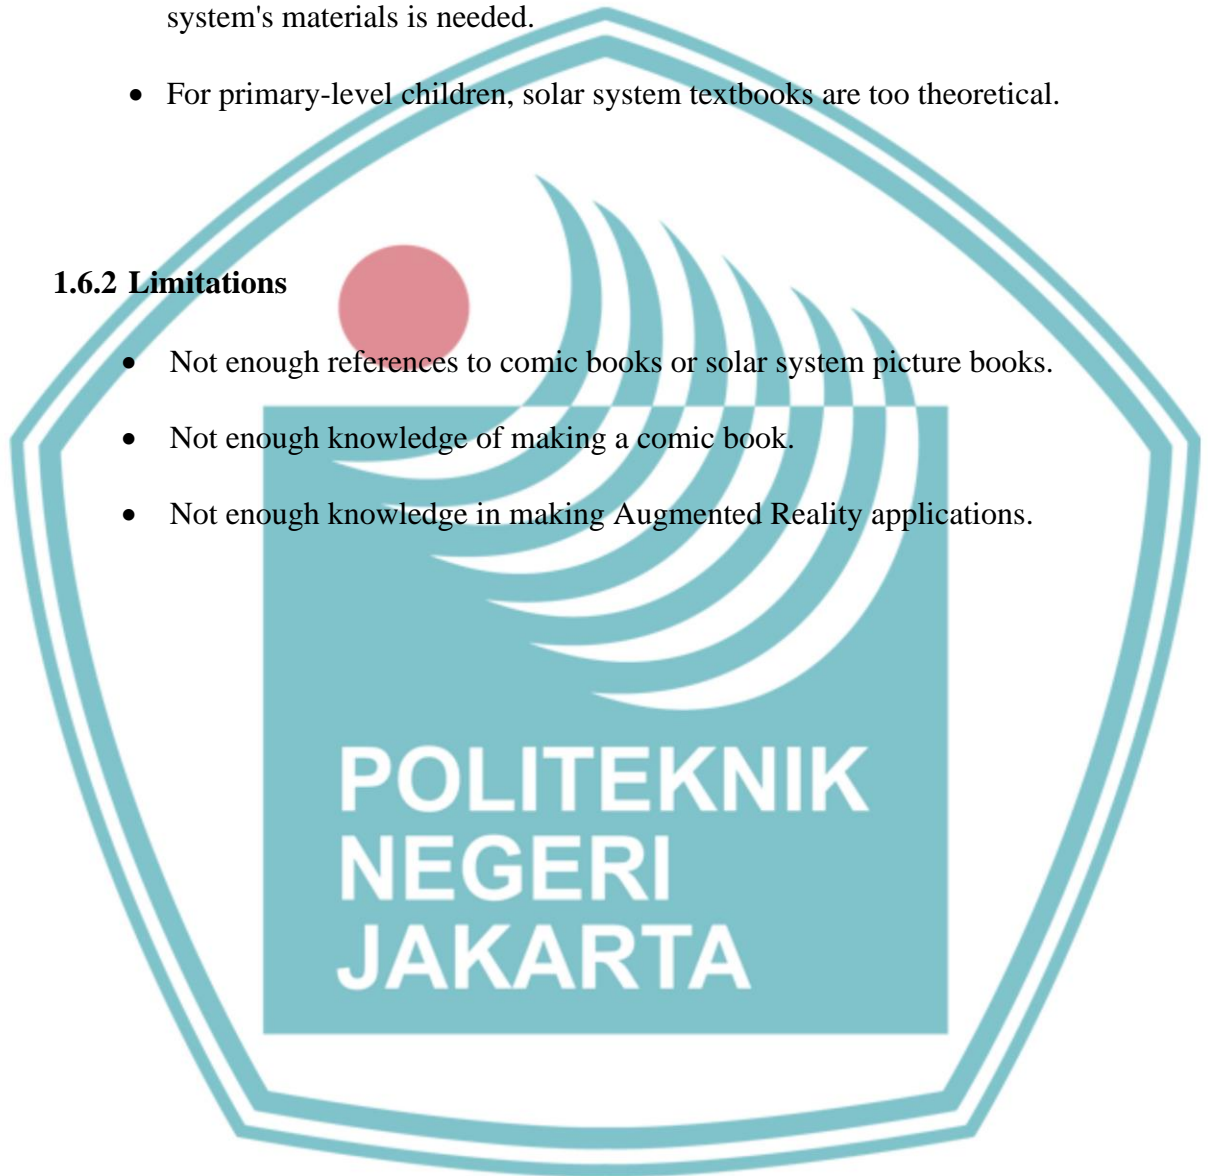 system's materials is needed.
• For primary-level children, solar system textbooks are too theoretical.
1.6.2 Limitations
• Not enough references to comic books or solar system picture books.
• Not enough knowledge of making a comic book.
• Not enough knowledge in making Augmented Reality applications.
POLITEKNIK
NEGERI
JAKARTA